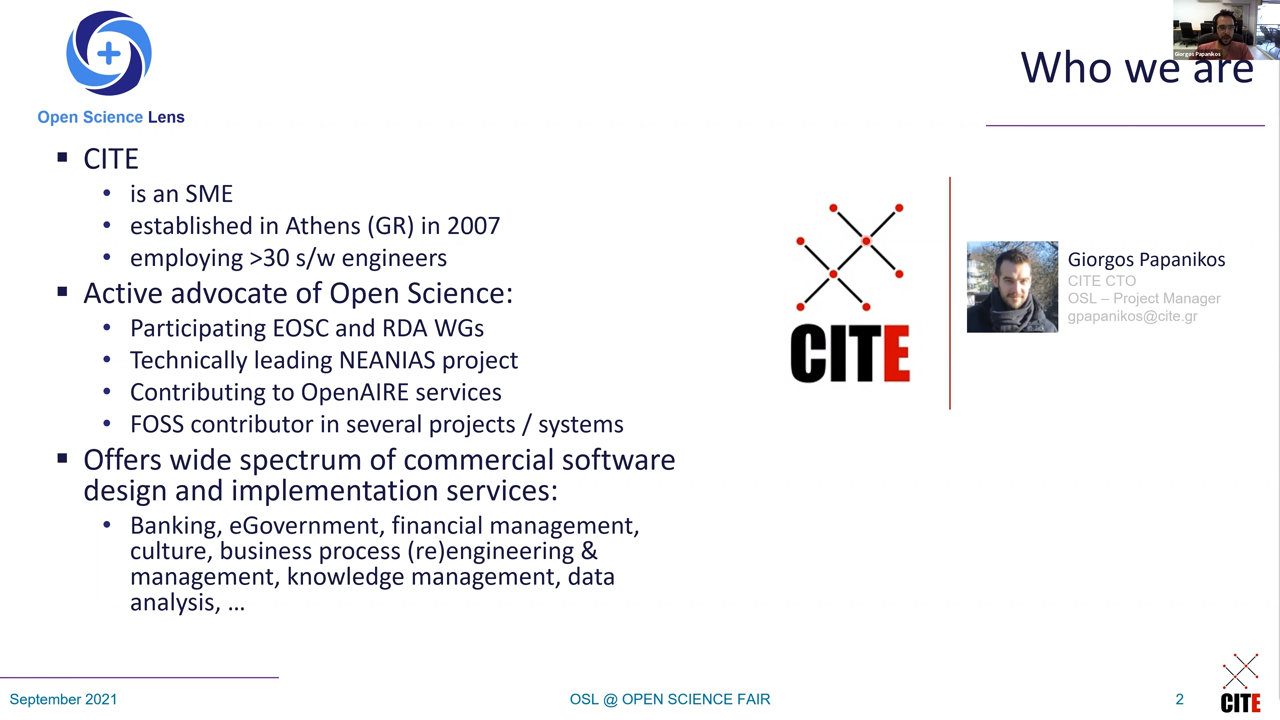 Open Science Lens
Who we are
Giorgos Papanikos
▪ CITE
• is an SME
• established in Athens (GR) in 2007
• employing >30 s/w engineers
▪ Active advocate of Open Science:
• Participating EOSC and RDA WGs
• Technically leading NEANIAS project
• Contributing to OpenAIRE services
• FOSS contributor in several projects / systems
▪ Offers wide spectrum of commercial software
design and implementation services:
• Banking, eGovernment, financial management,
culture, business process (re)engineering &
management, knowledge management, data
analysis, …
CITE
Giorgos Papanikos
CITE CTO
OSL – Project Manager
gpapanikos@cite.gr
September 2021
OSL @ OPEN SCIENCE FAIR
2
CITE